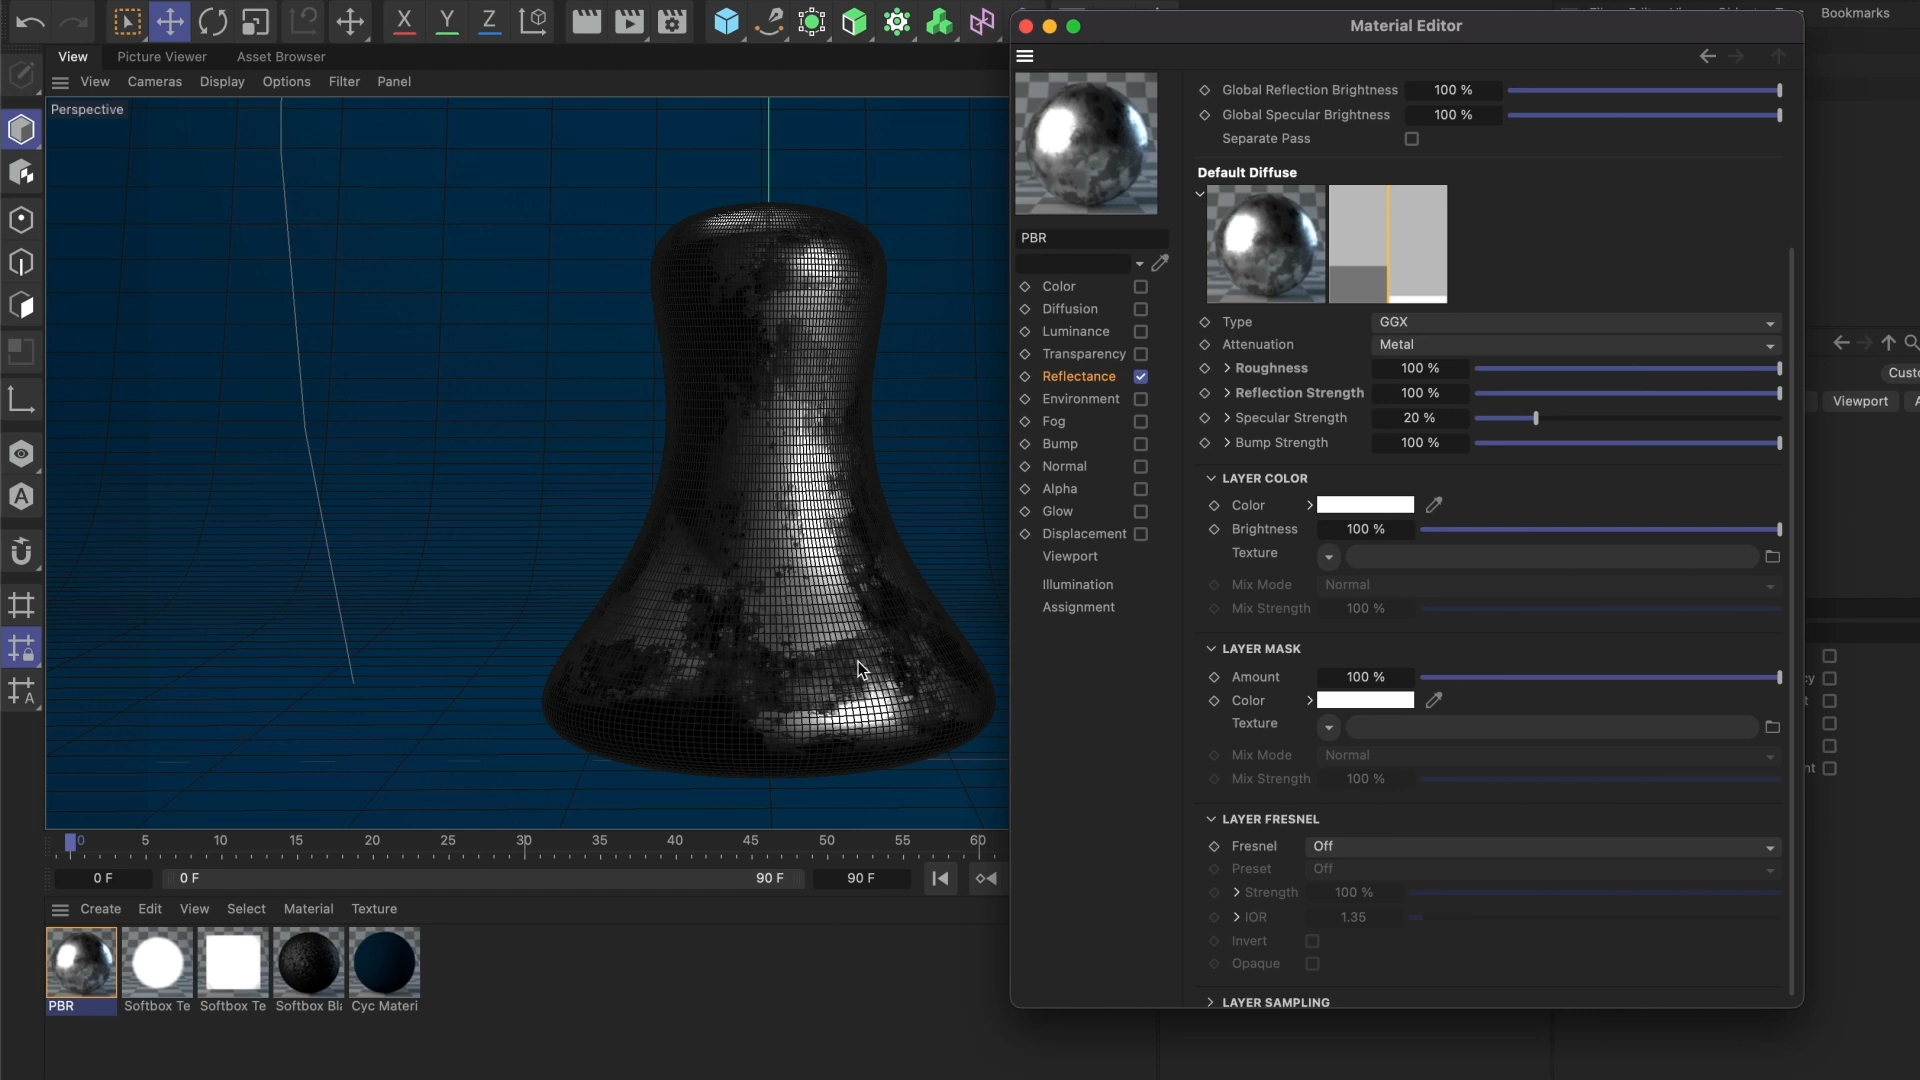 X Y Z
Material Editor
Bookmarks
View Picture Viewer Asset Browser
View Cameras Display Options Filter Panel
Perspective
Global Reflection Brightness 100 %
Global Specular Brightness 100 %
Separate Pass
Default Diffuse
PBR
Color
Diffusion
Luminance
Transparency
Reflectance
Environment
Fog
Bump
Normal
Alpha
Glow
Displacement
Viewport
Illumination
Assignment
Type GGX
Attenuation Metal
Roughness 100 %
Reflection Strength 100 %
Specular Strength 20 %
Bump Strength 100 %
LAYER COLOR
Color
Brightness 100 %
Texture
Mix Mode Normal
Mix Strength 100 %
LAYER MASK
Amount 100 %
Color
Texture
Mix Mode Normal
Mix Strength 100 %
LAYER FRESNEL
Fresnel Off
Preset Off
Strength 100 %
IOR 1.35
Invert
Opaque
LAYER SAMPLING
Custo
Viewport A
cy
t
nt
A
A
0 5 10 15 20 25 30 35 40 45 50 55 60
0 F 0 F 90 F 90 F
Create Edit View Select Material Texture
PBR Softbox Te Softbox Te Softbox Bla Cyc Materi